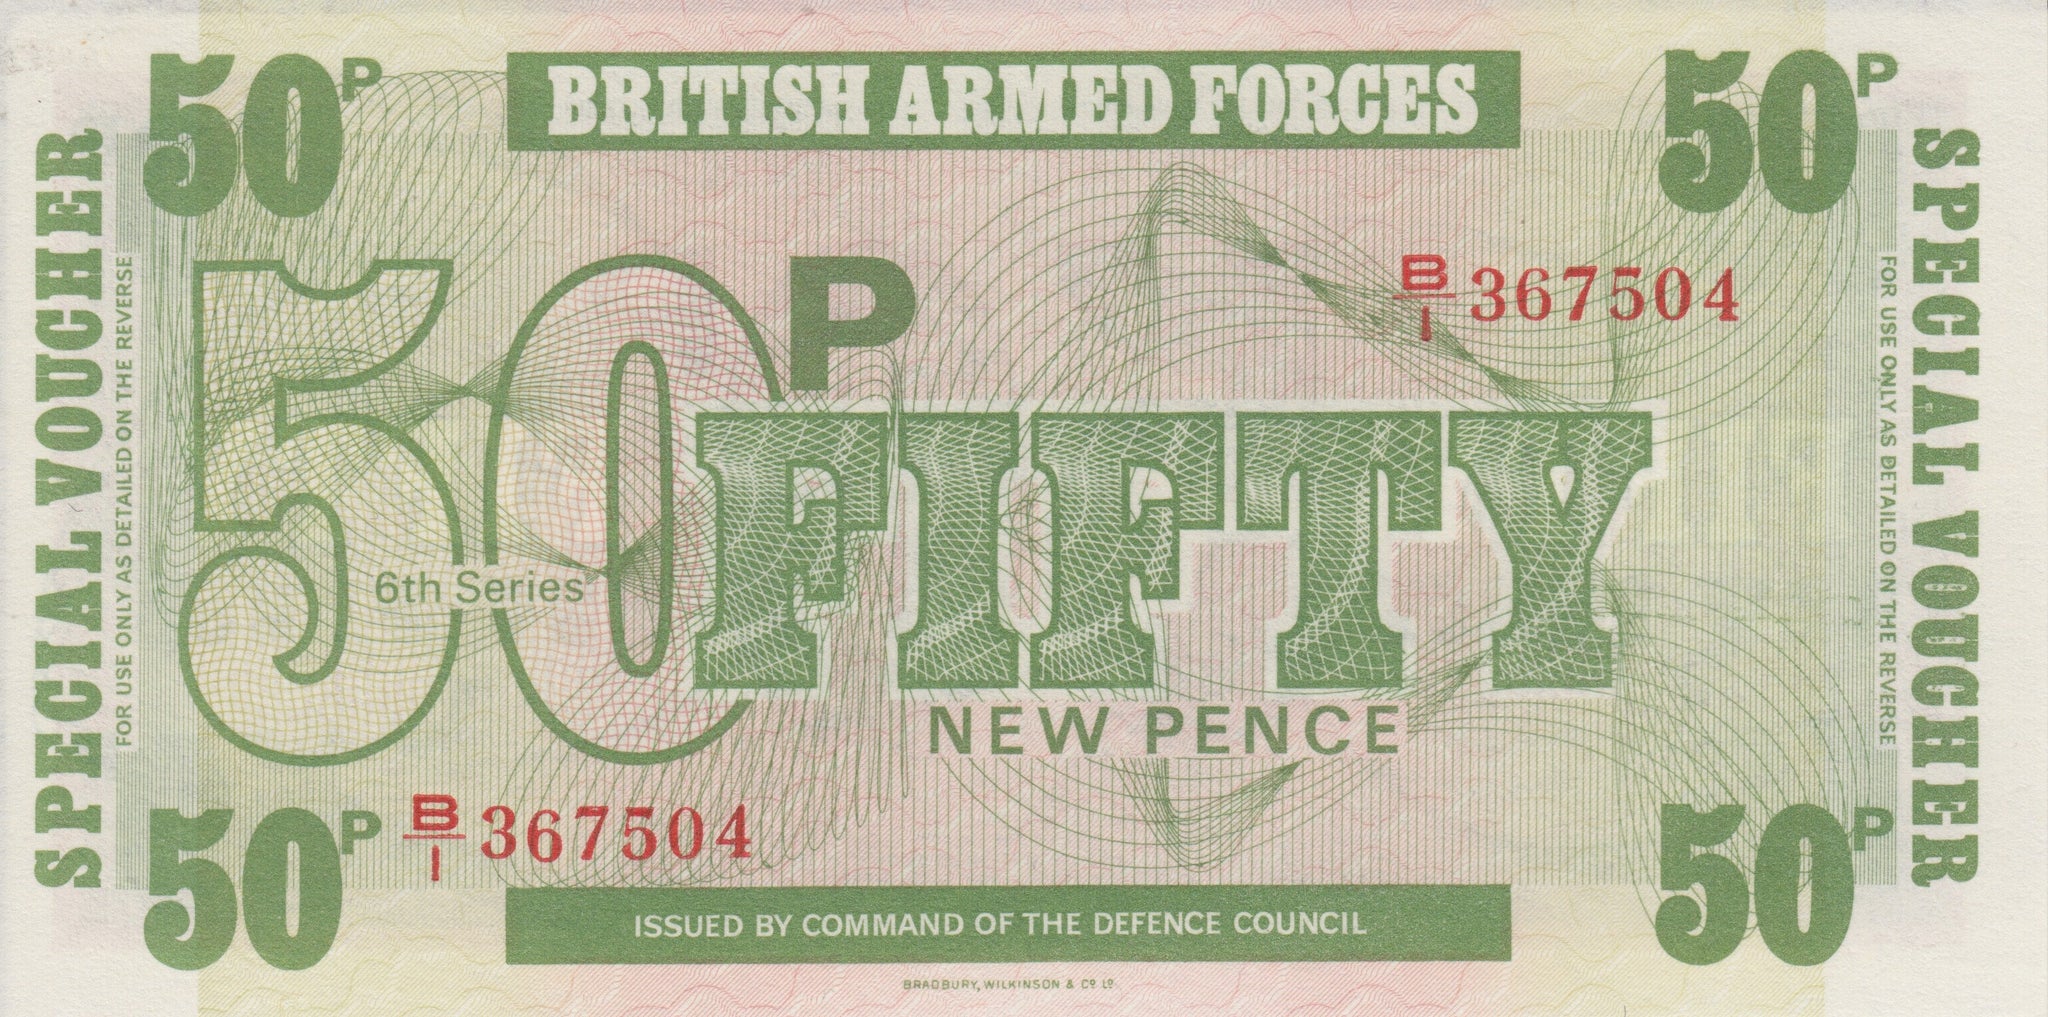 50P
BRITISH ARMED FORCES
50P
SPECIAL VOUCHER
FOR USE ONLY AS DETAILED ON THE REVERSE
50P
B/1 367504
FIFTY
6th Series
NEW PENCE
FOR USE ONLY AS DETAILED ON THE REVERSE
SPECIAL VOUCHER
50P
B/1 367504
50P
ISSUED BY COMMAND OF THE DEFENCE COUNCIL
BRADBURY, WILKINSON & Cº Lº